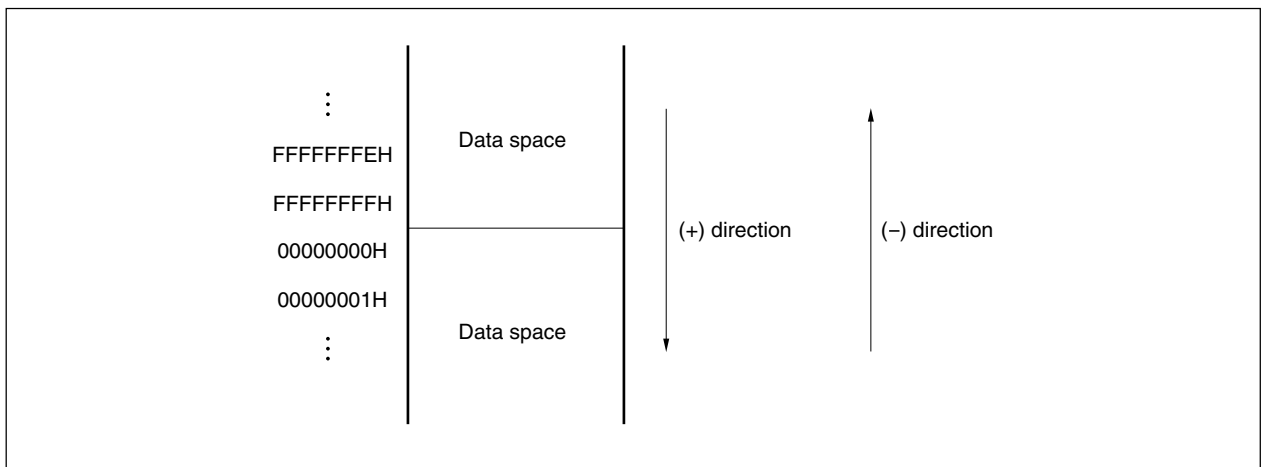 ⋮
FFFFFFFEH
FFFFFFFFH
00000000H
00000001H
⋮
Data space
Data space
(+) direction
(–) direction